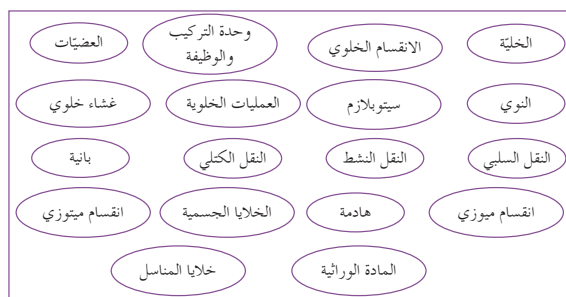 الخليّة
الانقسام الخلوي
وحدة التركيب
والوظيفة
العضيّات
النوي
سيتوبلازم
العمليات الخلوية
غشاء خلوي
النقل السلبي
النقل النشط
النقل الكتلي
بانية
انقسام ميوزي
هادمة
الخلايا الجسمية
انقسام ميتوزي
المادة الوراثية
خلايا المناسل